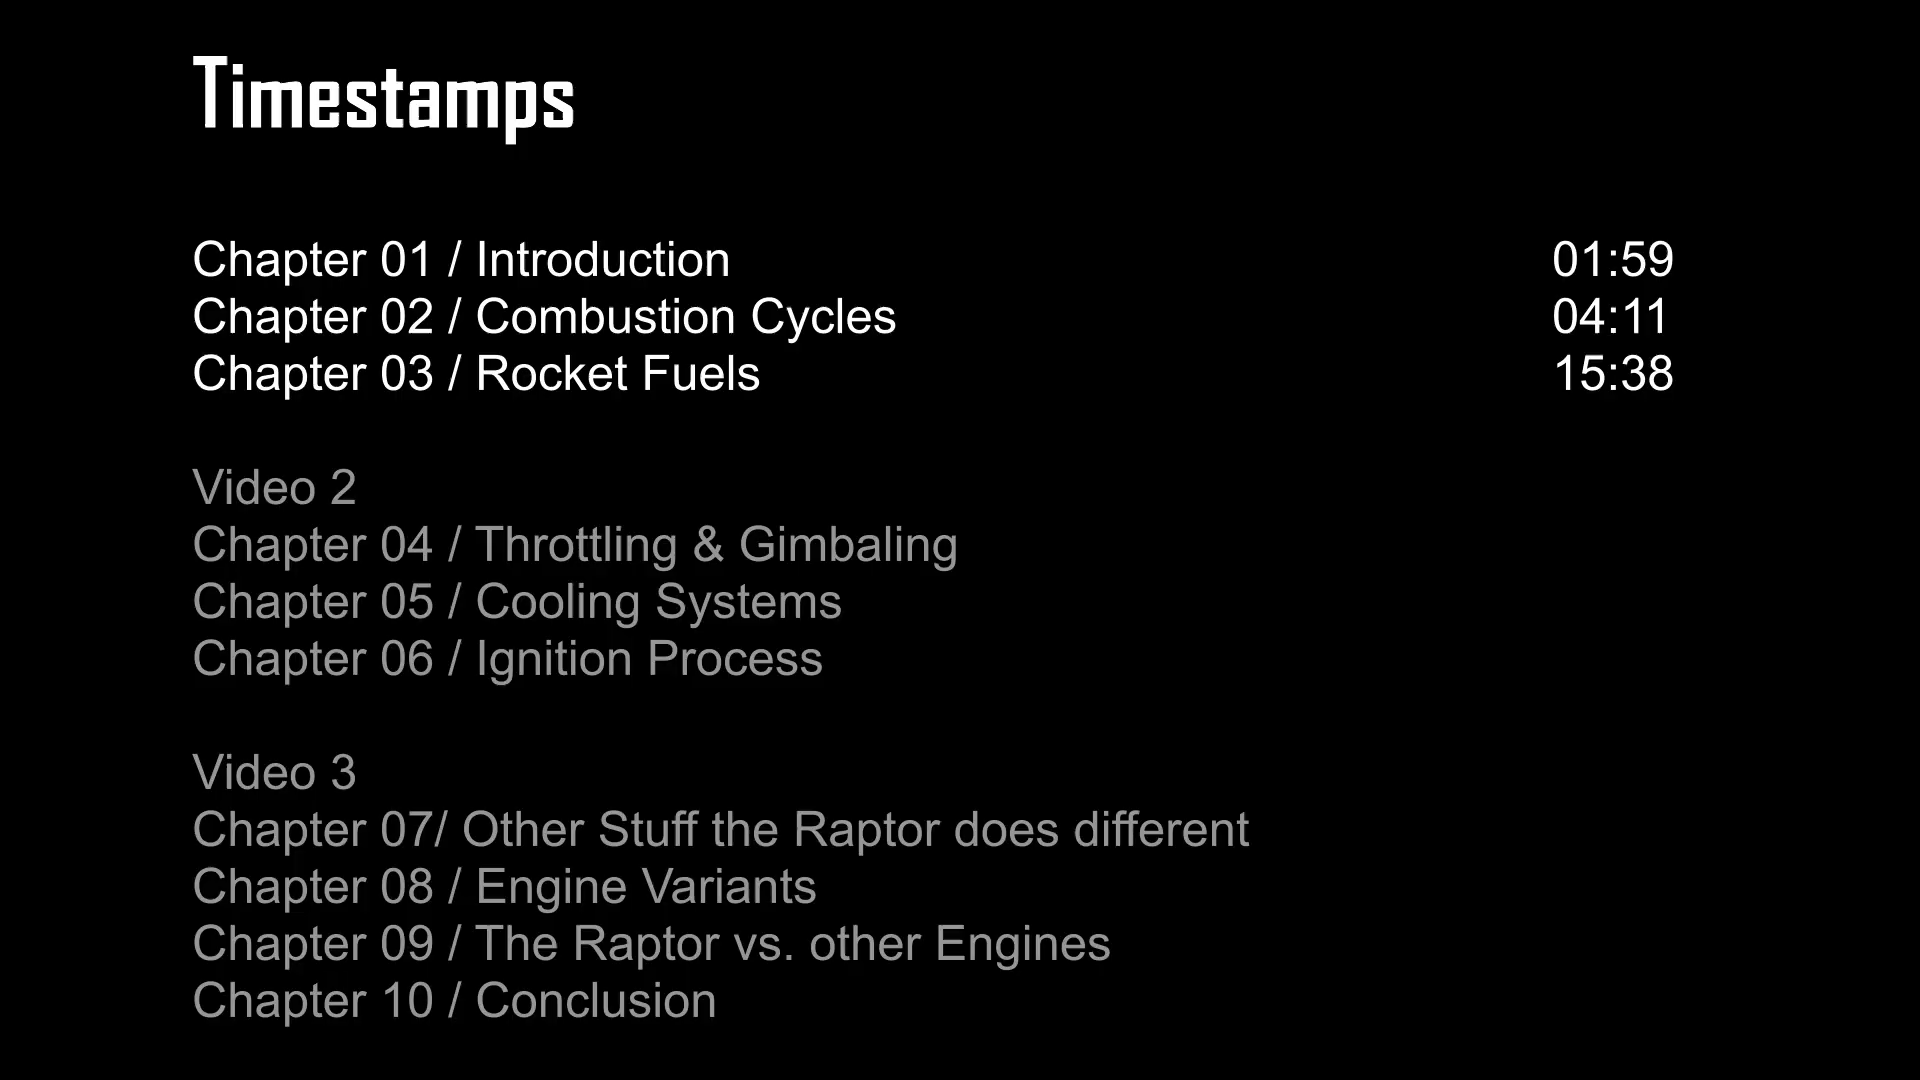 Timestamps
Chapter 01 / Introduction 01:59
Chapter 02 / Combustion Cycles 04:11
Chapter 03 / Rocket Fuels 15:38
Video 2
Chapter 04 / Throttling & Gimbaling
Chapter 05 / Cooling Systems
Chapter 06 / Ignition Process
Video 3
Chapter 07/ Other Stuff the Raptor does different
Chapter 08 / Engine Variants
Chapter 09 / The Raptor vs. other Engines
Chapter 10 / Conclusion